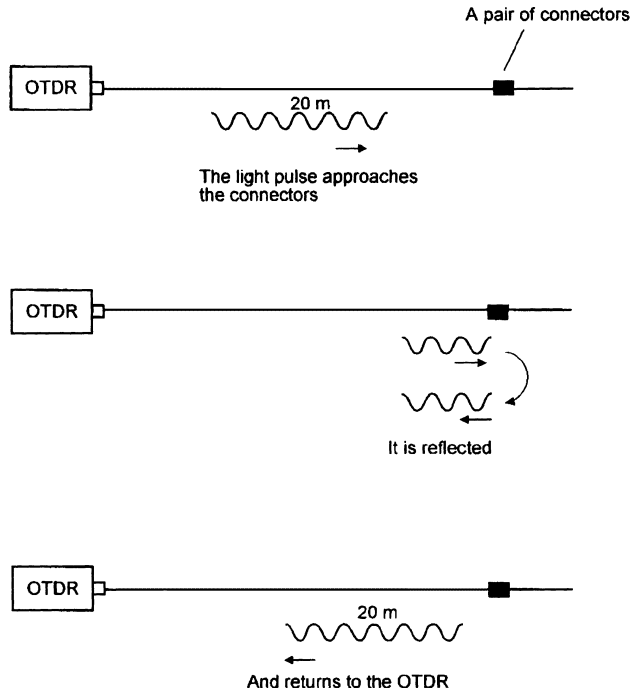 A pair of connectors
OTDR
20 m
The light pulse approaches
the connectors
OTDR
It is reflected
OTDR
20 m
And returns to the OTDR